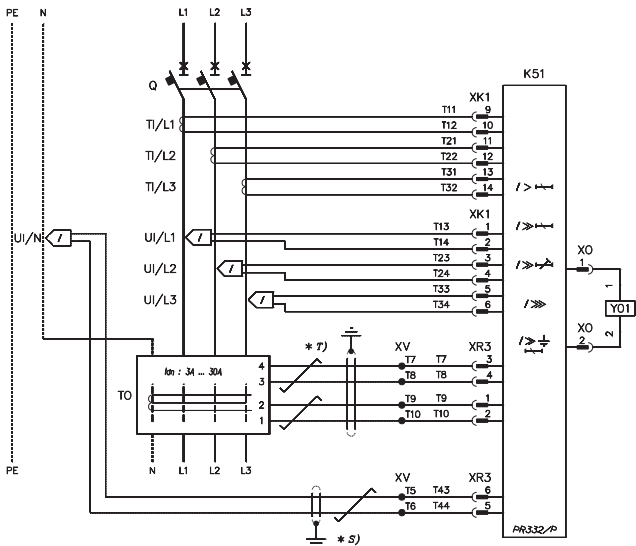 PE N L1 L2 L3
K51
Q
XK1
T11 9
TI/L1 T12 10
T21 11
TI/L2 T22 12
T31 13
TI/L3 T32 14
I >
XK1
I >>
UI/N UI/L1 T13 1
T14 2
T23 3
UI/L2 T24 4
I >>
XO
1
T33 5
UI/L3 T34 6
I >>>
1
Y01
2
I >
XO
2
* T) XV XR3
Idn : 3A ... 30A 4 T7 T7 3
3 T8 T8 4
TO 2 T9 T9 1
1 T10 T10 2
PE N L1 L2 L3
XV XR3
T5 T43 6
T6 T44 5
* S)
PR332/P